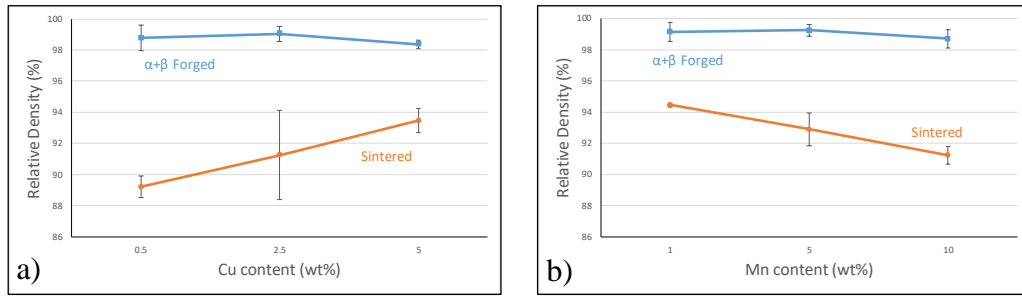 100
98
96
94
92
90
88
86
Relative Density (%)
α+β Forged
Sintered
0.5
2.5
5
Cu content (wt%)
a)
100
98
96
94
92
90
88
86
Relative Density (%)
α+β Forged
Sintered
1
5
10
Mn content (wt%)
b)